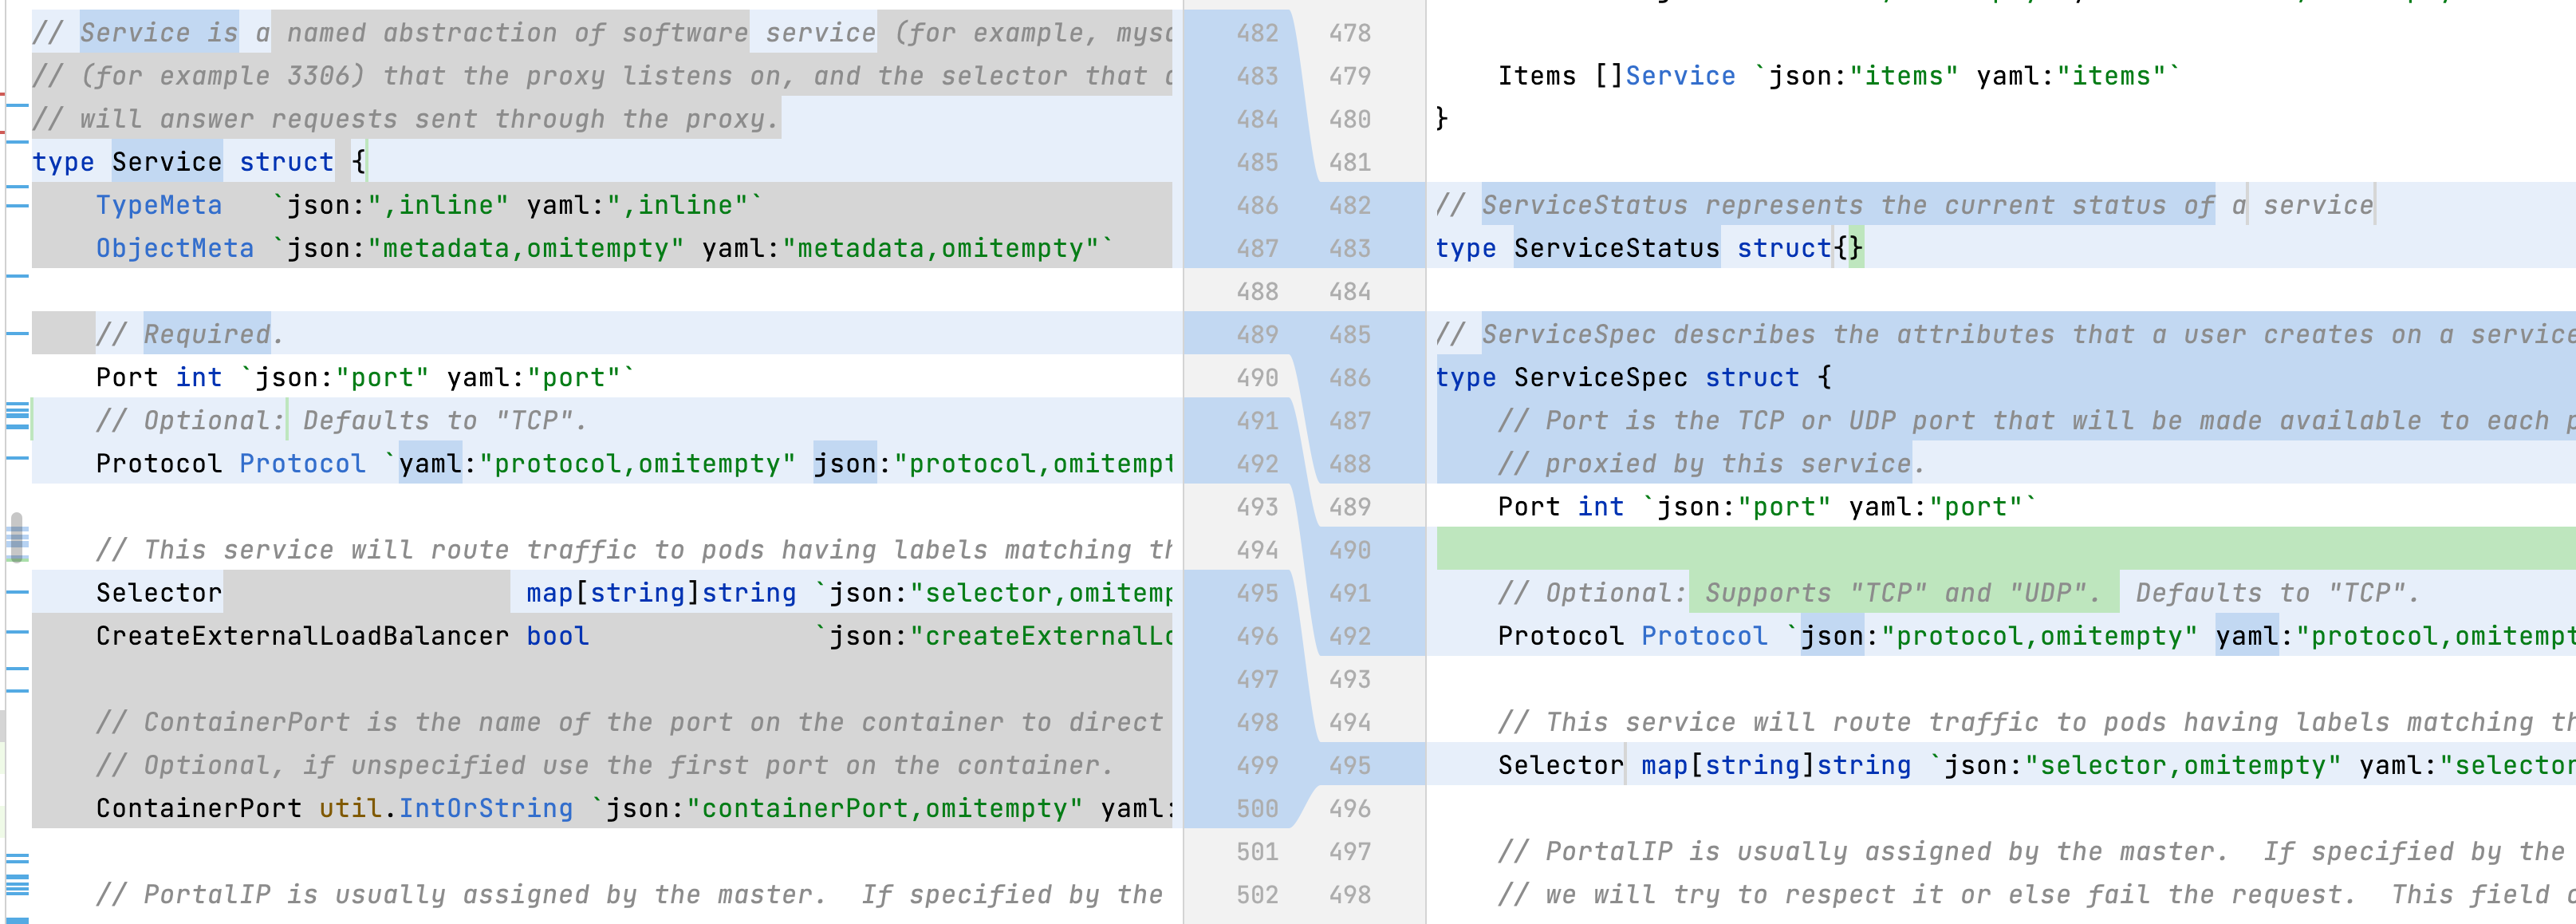 // Service is a named abstraction of software service (for example, mysq
// (for example 3306) that the proxy listens on, and the selector that
// will answer requests sent through the proxy.
type Service struct {
TypeMeta `json:",inline" yaml:",inline"`
ObjectMeta `json:"metadata,omitempty" yaml:"metadata,omitempty"`
// Required.
Port int `json:"port" yaml:"port"`
// Optional: Defaults to "TCP".
Protocol Protocol `yaml:"protocol,omitempty" json:"protocol,omitempt
// This service will route traffic to pods having labels matching th
Selector map[string]string `json:"selector,omitemp
CreateExternalLoadBalancer bool `json:"createExternalLo
// ContainerPort is the name of the port on the container to direct
// Optional, if unspecified use the first port on the container.
ContainerPort util.IntOrString `json:"containerPort,omitempty" yaml:
// PortalIP is usually assigned by the master. If specified by the
482 478
483 479
484 480
485 481
486 482
487 483
488 484
489 485
490 486
491 487
492 488
493 489
494 490
495 491
496 492
497 493
498 494
499 495
500 496
501 497
502 498
Items []Service `json:"items" yaml:"items"`
}
// ServiceStatus represents the current status of a service
type ServiceStatus struct{}
// ServiceSpec describes the attributes that a user creates on a service
type ServiceSpec struct {
// Port is the TCP or UDP port that will be made available to each p
// proxied by this service.
Port int `json:"port" yaml:"port"`
// Optional: Supports "TCP" and "UDP". Defaults to "TCP".
Protocol Protocol `json:"protocol,omitempty" yaml:"protocol,omitempt
// This service will route traffic to pods having labels matching th
Selector map[string]string `json:"selector,omitempty" yaml:"selector
// PortalIP is usually assigned by the master. If specified by the
// we will try to respect it or else fail the request. This field